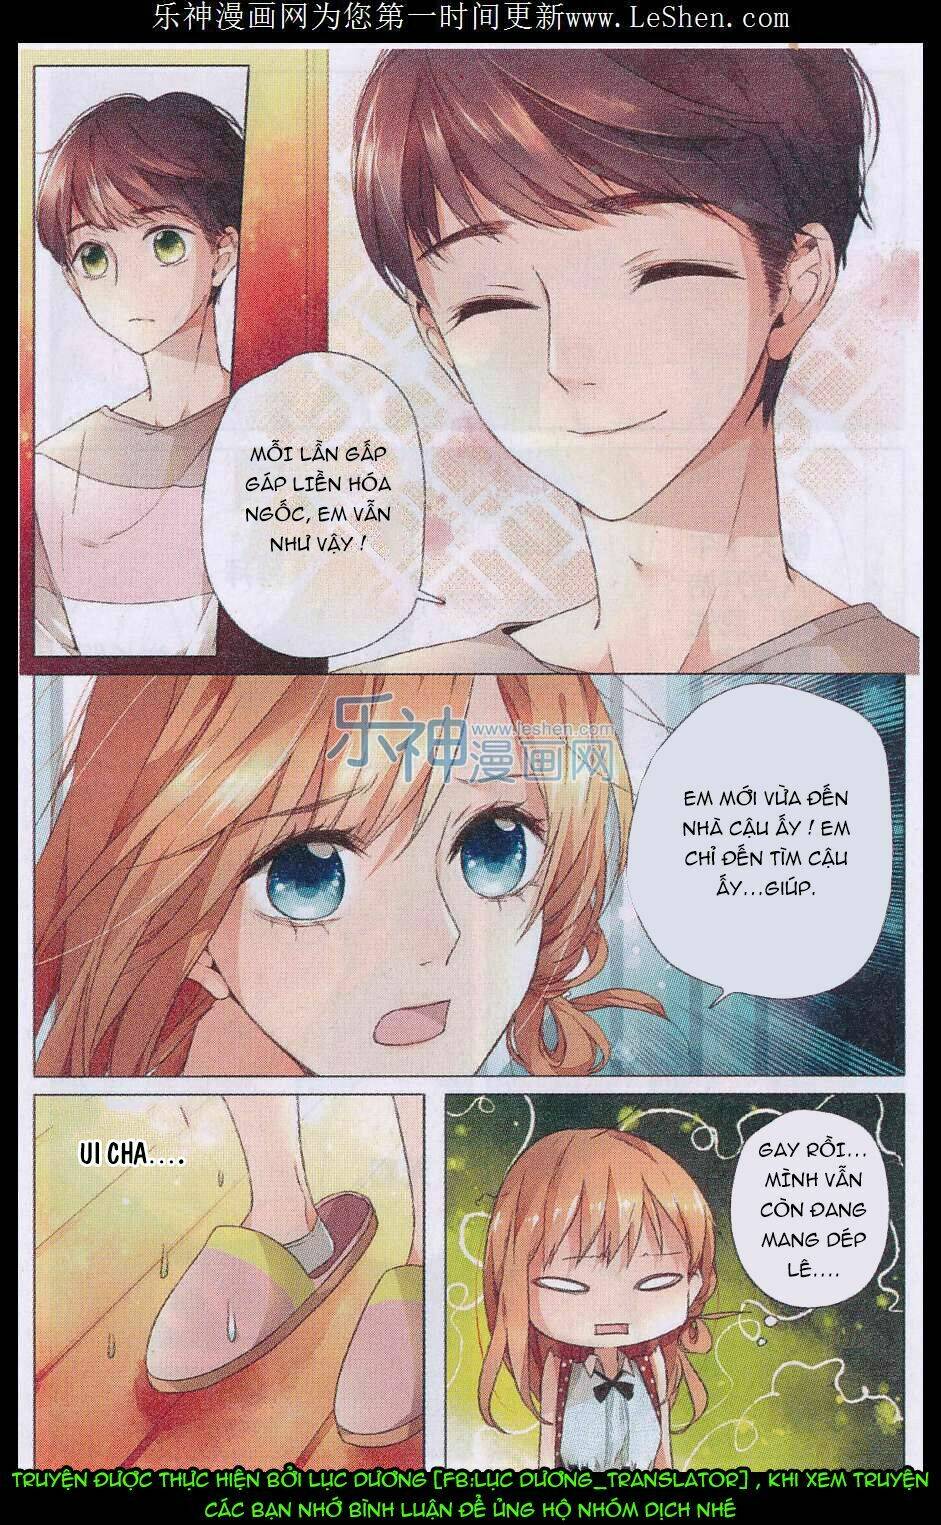 乐神漫画网为您第一时间更新www.LeShen.com
MỖI LẦN GẤP
GÁP LIỀN HÓA
NGỐC, EM VẪN
NHƯ VẬY !
乐神漫画网
www.leshen.com
EM MỚI VỪA ĐẾN
NHÀ CẬU ẤY ! EM
CHỈ ĐẾN TÌM CẬU
ẤY...GIÚP.
UI CHA....
GAY RỒI...
MÌNH VẪN
CÒN ĐANG
MANG DÉP
LÊ....
TRUYỆN ĐƯỢC THỰC HIỆN BỞI LỤC DƯƠNG [FB:LỤC DƯƠNG_TRANSLATOR] , KHI XEM TRUYỆN
CÁC BẠN NHỚ BÌNH LUẬN ĐỂ ỦNG HỘ NHÓM DỊCH NHÉ